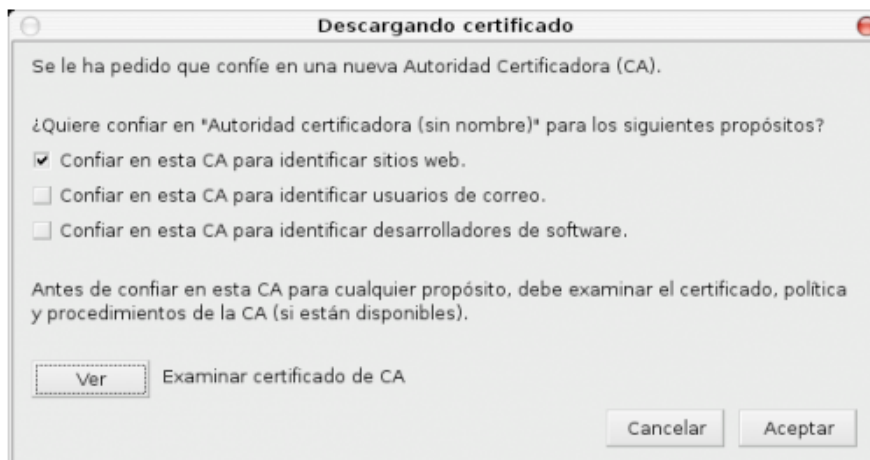 Descargando certificado
Se le ha pedido que confíe en una nueva Autoridad Certificadora (CA).
¿Quiere confiar en "Autoridad certificadora (sin nombre)" para los siguientes propósitos?
Confiar en esta CA para identificar sitios web.
Confiar en esta CA para identificar usuarios de correo.
Confiar en esta CA para identificar desarrolladores de software.
Antes de confiar en esta CA para cualquier propósito, debe examinar el certificado, política
y procedimientos de la CA (si están disponibles).
Ver Examinar certificado de CA
Cancelar Aceptar